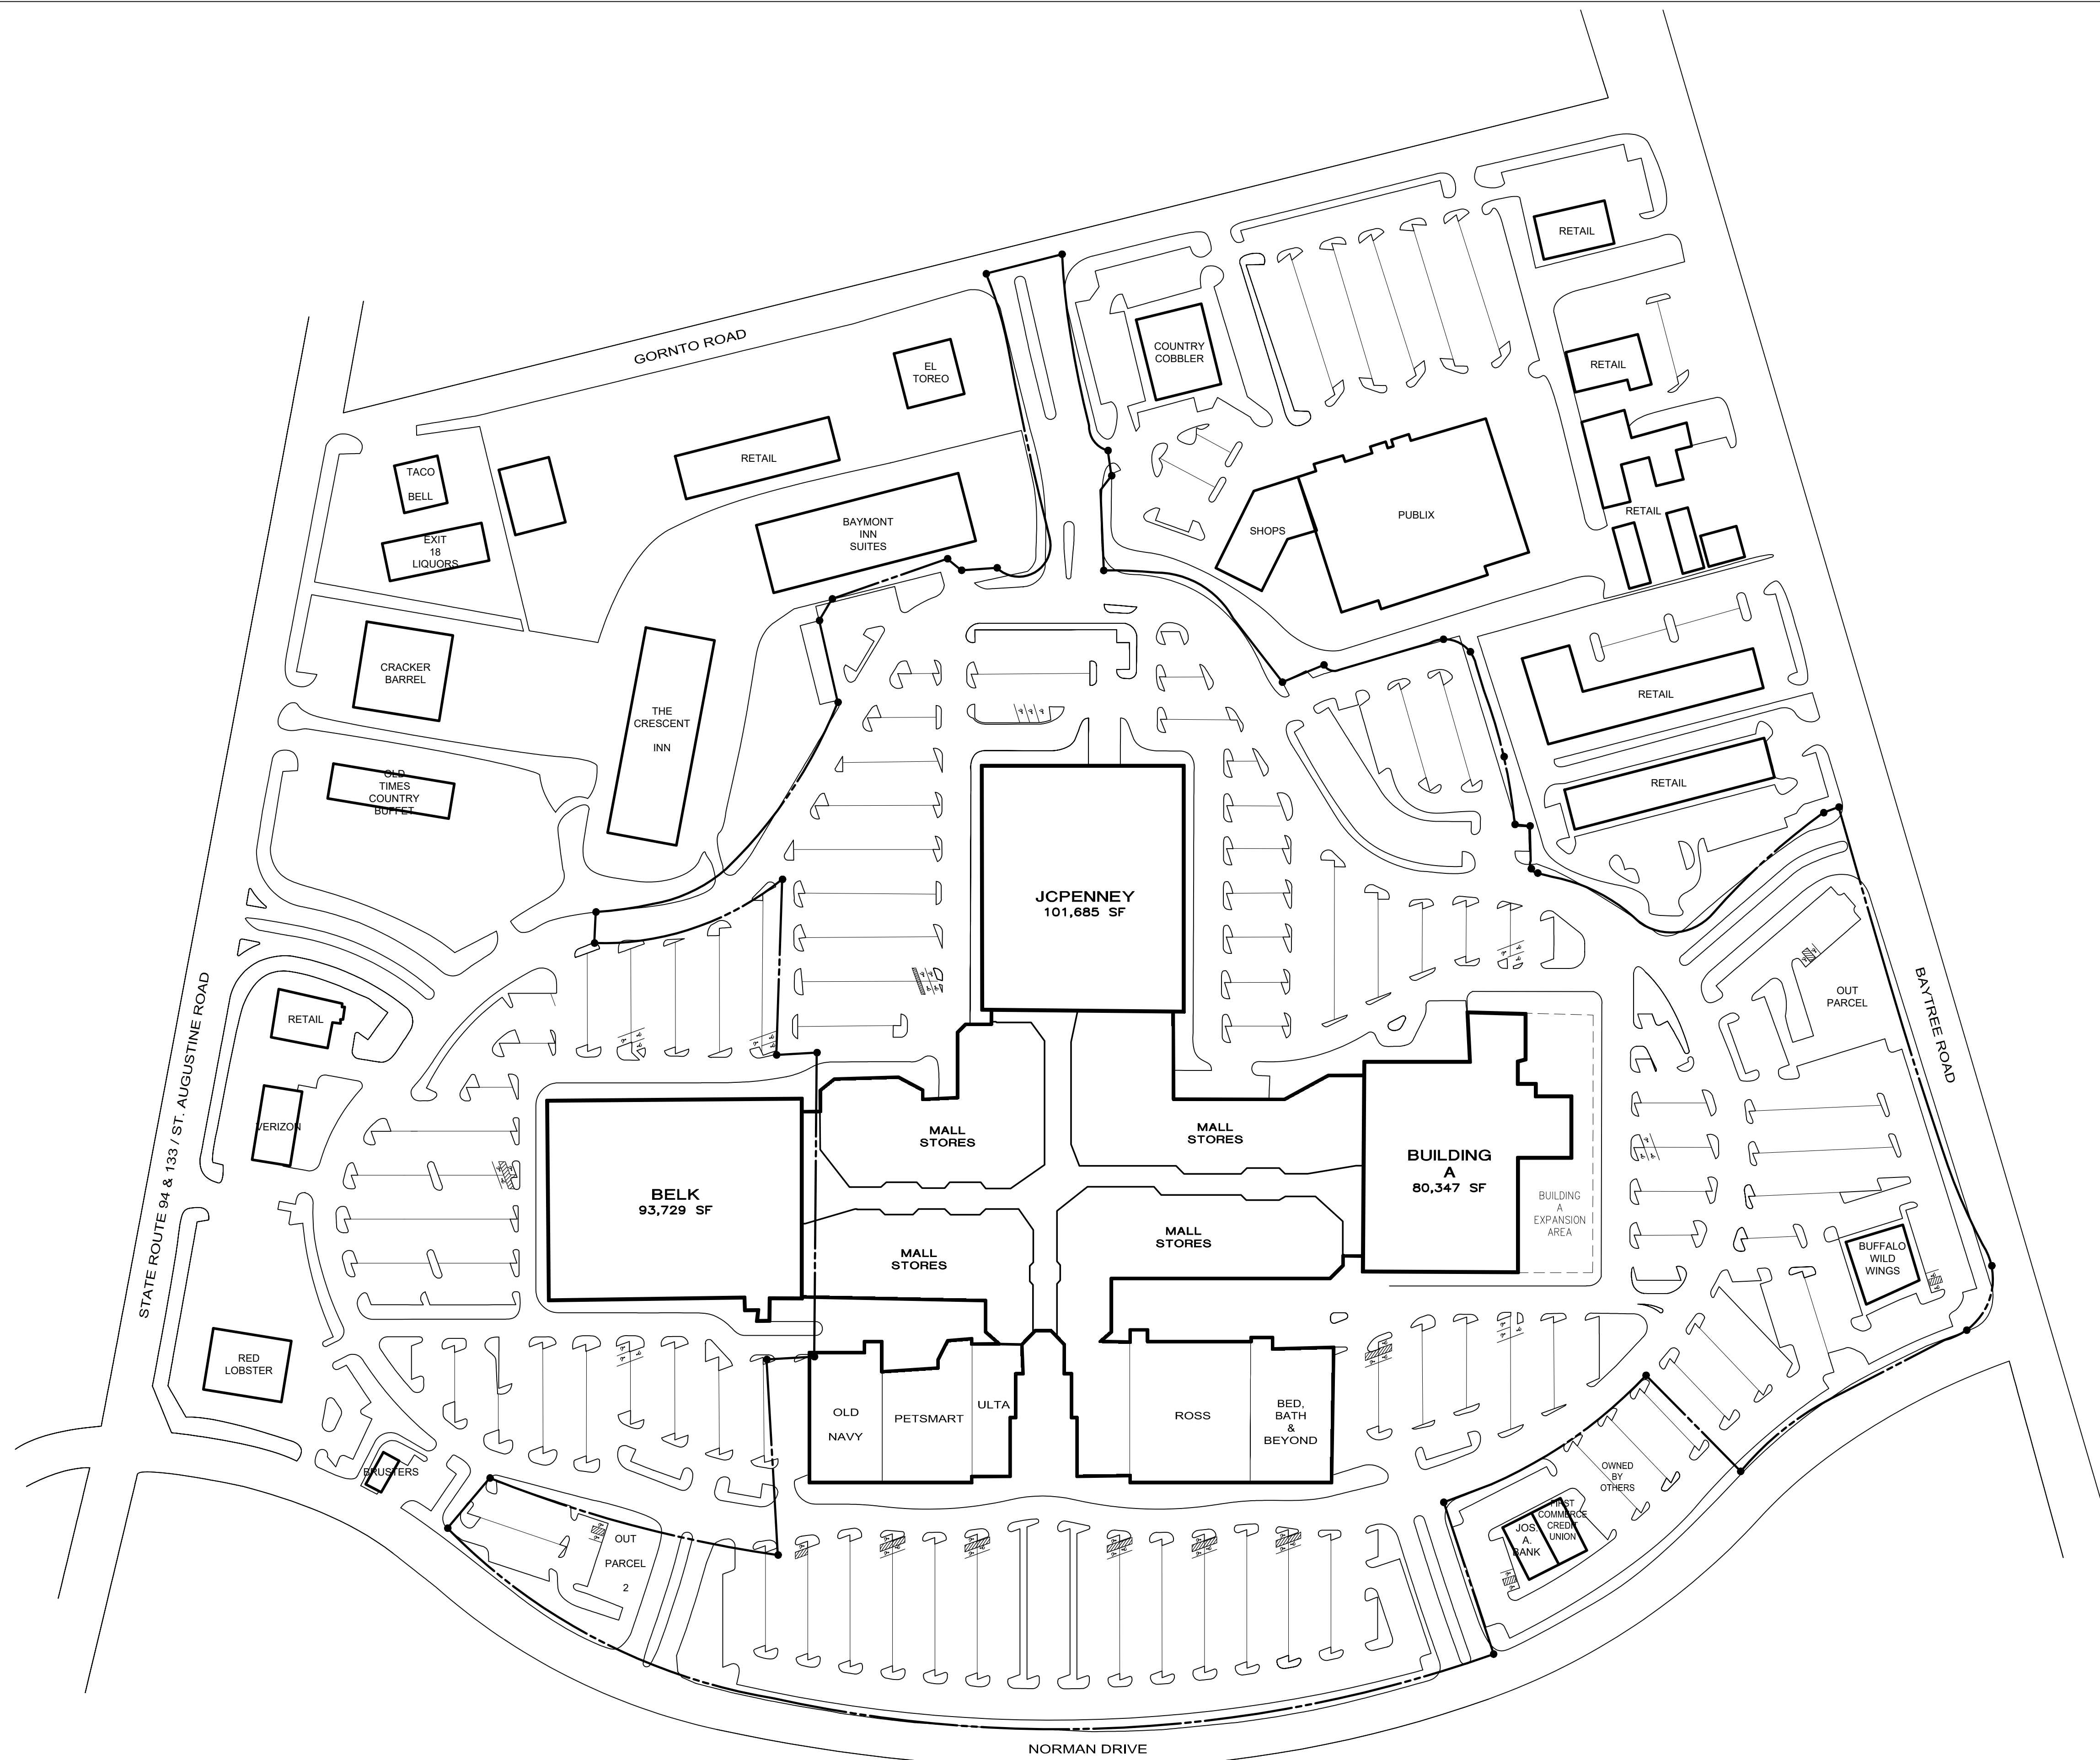 RETAIL
GORNTO ROAD
COUNTRY
COBBLER
EL
TOREO
RETAIL
RETAIL
TACO
BELL
EXIT
18
LIQUORS
BAYMONT
INN
SUITES
SHOPS
PUBLIX
RETAIL
CRACKER
BARREL
THE
CRESCENT
INN
RETAIL
OLD
TIMES
COUNTRY
BUFFET
RETAIL
JCPENNEY
101,685 SF
STATE ROUTE 94 & 133 / ST. AUGUSTINE ROAD
RETAIL
OUT
PARCEL
BAYTREE ROAD
VERIZON
MALL
STORES
MALL
STORES
BUILDING
A
80,347 SF
BELK
93,729 SF
BUILDING
A
EXPANSION
AREA
MALL
STORES
MALL
STORES
BUFFALO
WILD
WINGS
RED
LOBSTER
OLD
NAVY
PETSMART
ULTA
ROSS
BED,
BATH
&
BEYOND
BRUSTERS
OWNED
BY
OTHERS
OUT
PARCEL
2
JOS.
A.
BANK
FIRST
COMMERCE
CREDIT
UNION
NORMAN DRIVE